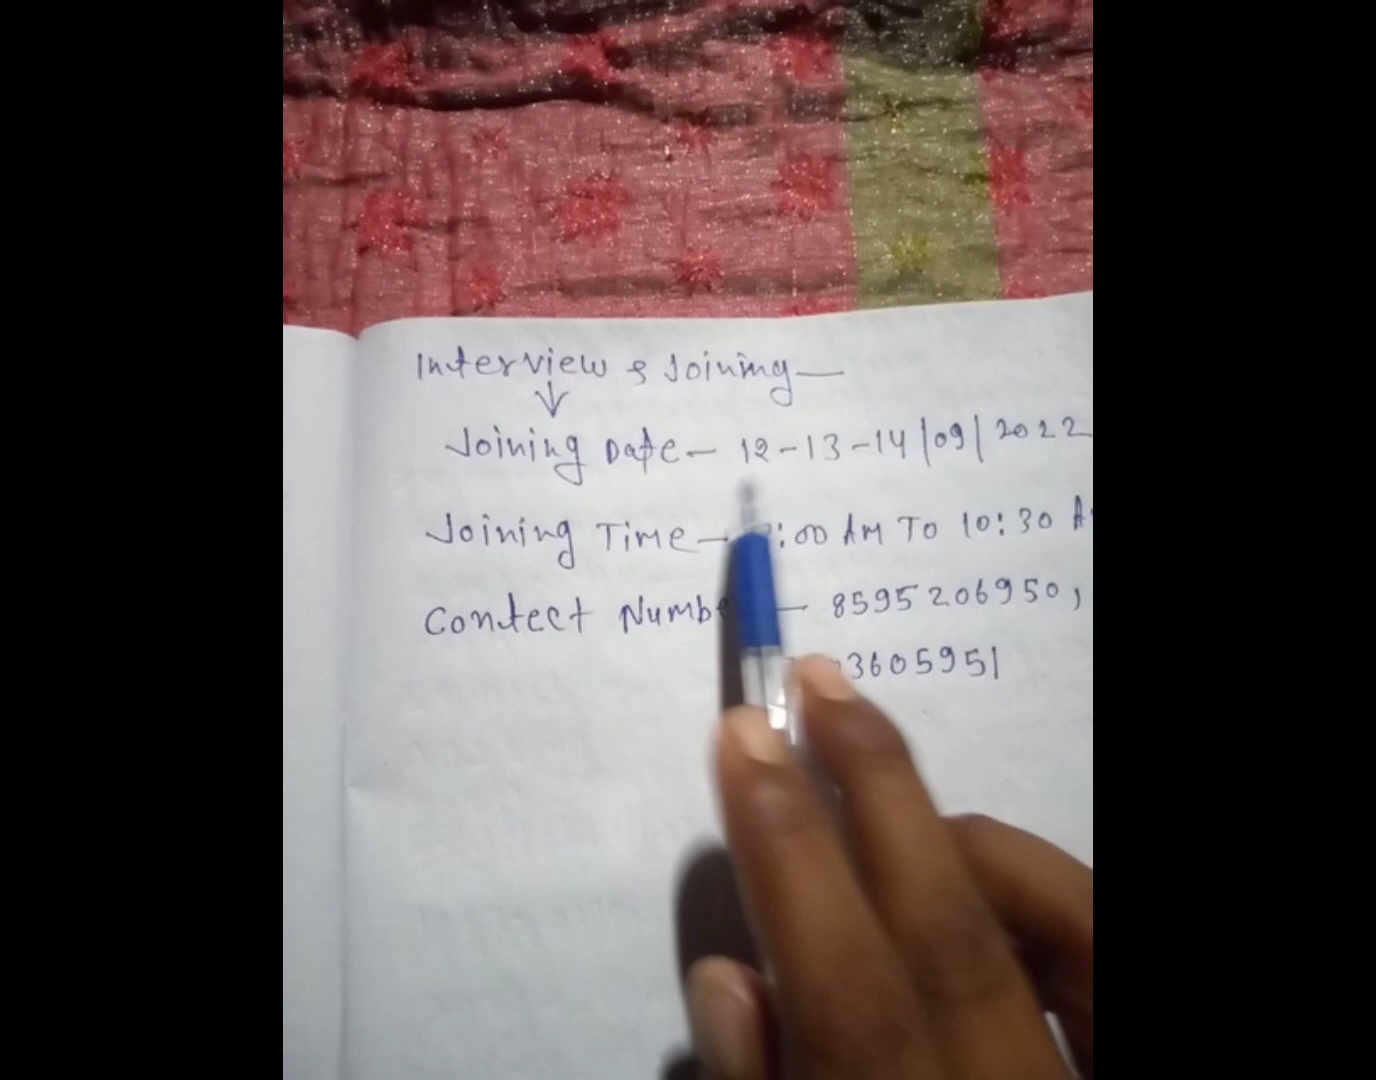 Interview & Joining—
↓
Joining Date— 12-13-14/09/2022
Joining Time— :00 AM To 10:30
Contect — 8595206950,
3605951